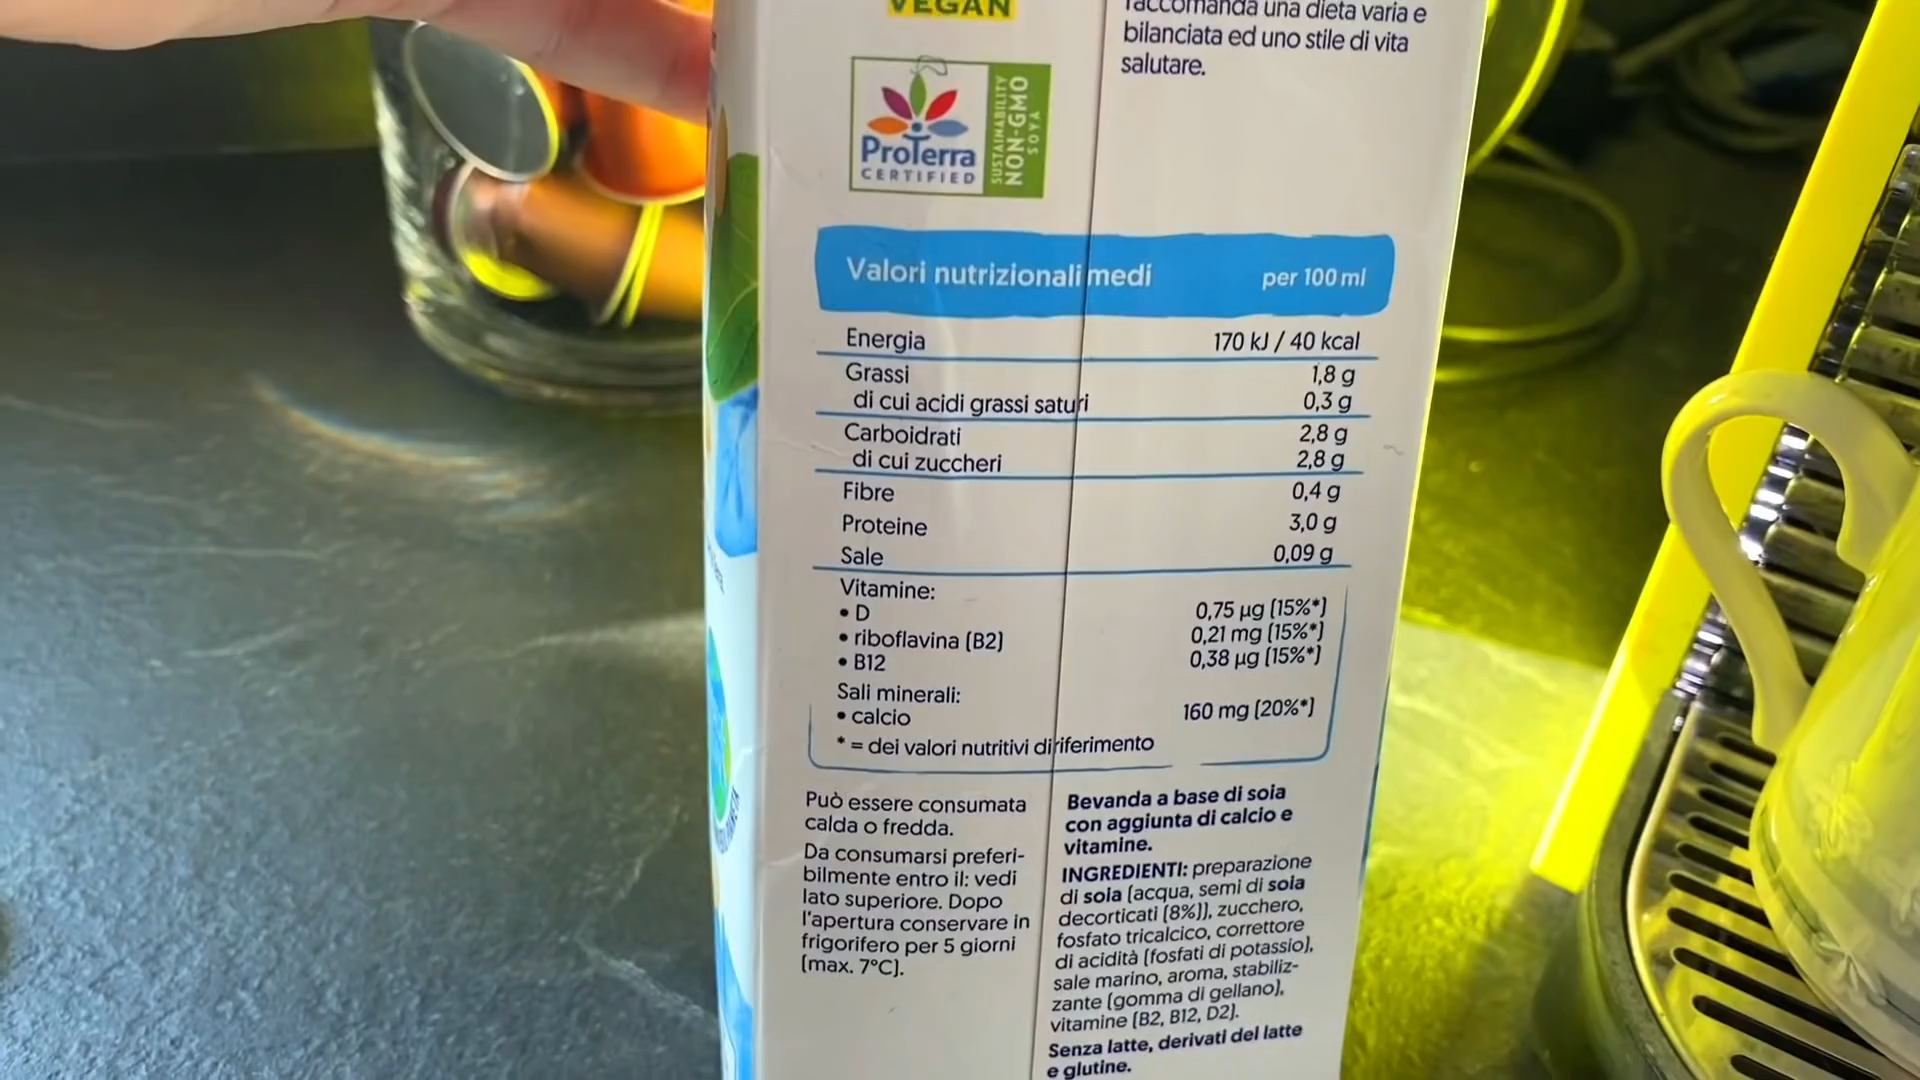 VEGAN
raccomanda una dieta varia e
bilanciata ed uno stile di vita
salutare.
ProTerra
CERTIFIED
SUSTAINABILITY
NON-GMO
SOYA
Valori nutrizionali medi per 100 ml
Energia 170 kJ / 40 kcal
Grassi 1,8 g
di cui acidi grassi saturi 0,3 g
Carboidrati 2,8 g
di cui zuccheri 2,8 g
Fibre 0,4 g
Proteine 3,0 g
Sale 0,09 g
Vitamine:
• D 0,75 µg (15%*)
• riboflavina (B2) 0,21 mg (15%*)
• B12 0,38 µg (15%*)
Sali minerali:
• calcio 160 mg (20%*)
* = dei valori nutritivi di riferimento
Può essere consumata
calda o fredda.
Da consumarsi preferi-
bilmente entro il: vedi
lato superiore. Dopo
l'apertura conservare in
frigorifero per 5 giorni
(max. 7°C).
Bevanda a base di soia
con aggiunta di calcio e
vitamine.
INGREDIENTI: preparazione
di soia (acqua, semi di soia
decorticati (8%)), zucchero,
fosfato tricalcico, correttore
di acidità (fosfati di potassio),
sale marino, aroma, stabiliz-
zante (gomma di gellano),
vitamine (B2, B12, D2).
Senza latte, derivati del latte
e glutine.